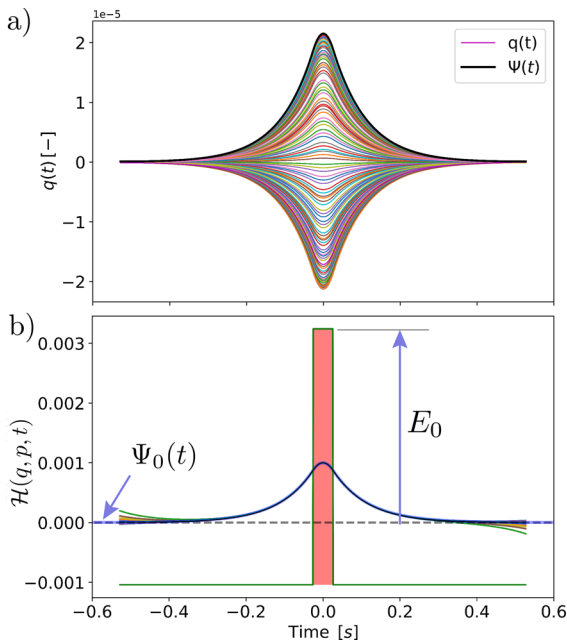 a)
1e−5
q(t) [−]
2
1
0
−1
−2
q(t)
Ψ(t)
b)
ℋ(q, p, t)
0.003
0.002
0.001
0.000
−0.001
Ψ₀(t)
E₀
−0.6 −0.4 −0.2 0.0 0.2 0.4 0.6
Time [s]